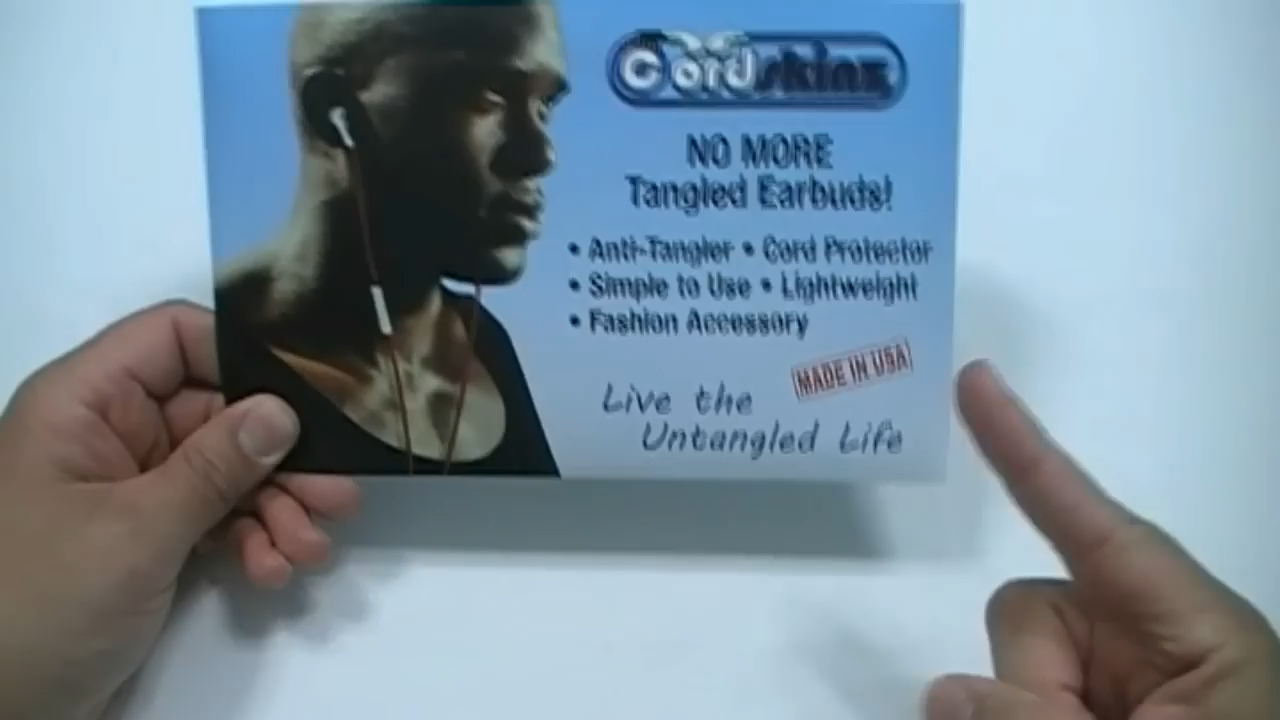 Cordskinz
NO MORE
Tangled Earbuds!
• Anti-Tangler • Cord Protector
• Simple to Use • Lightweight
• Fashion Accessory
MADE IN USA
Live the
Untangled Life